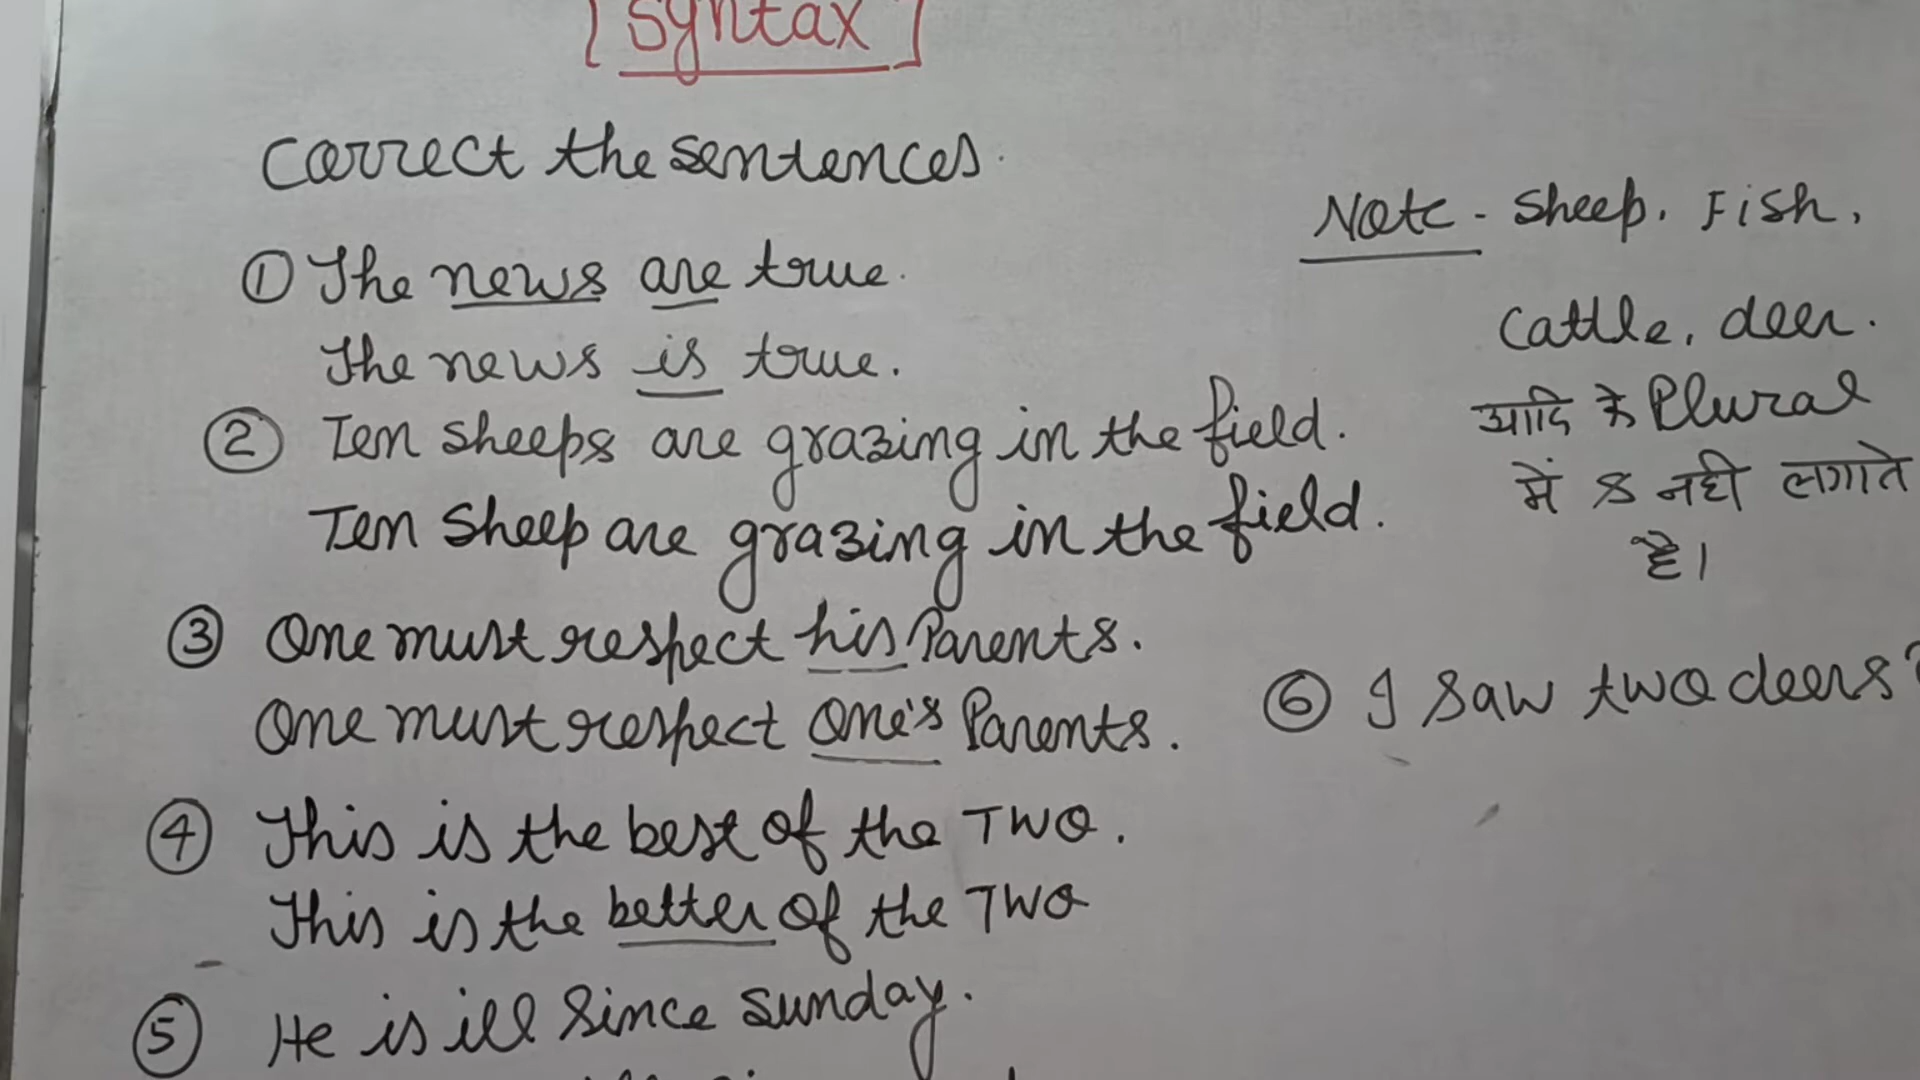 [Syntax]
Correct the sentences.
① The news are true.
The news is true.
② Ten sheeps are grazing in the field.
Ten Sheep are grazing in the field.
③ One must respect his Parents.
One must respect one's Parents.
④ This is the best of the Two.
This is the better of the Two
⑤ He is ill Since Sunday.
Note - Sheep, Fish,
Cattle, deer.
आदि के Plural
में s नही लगाते
है।
⑥ I saw two deers?